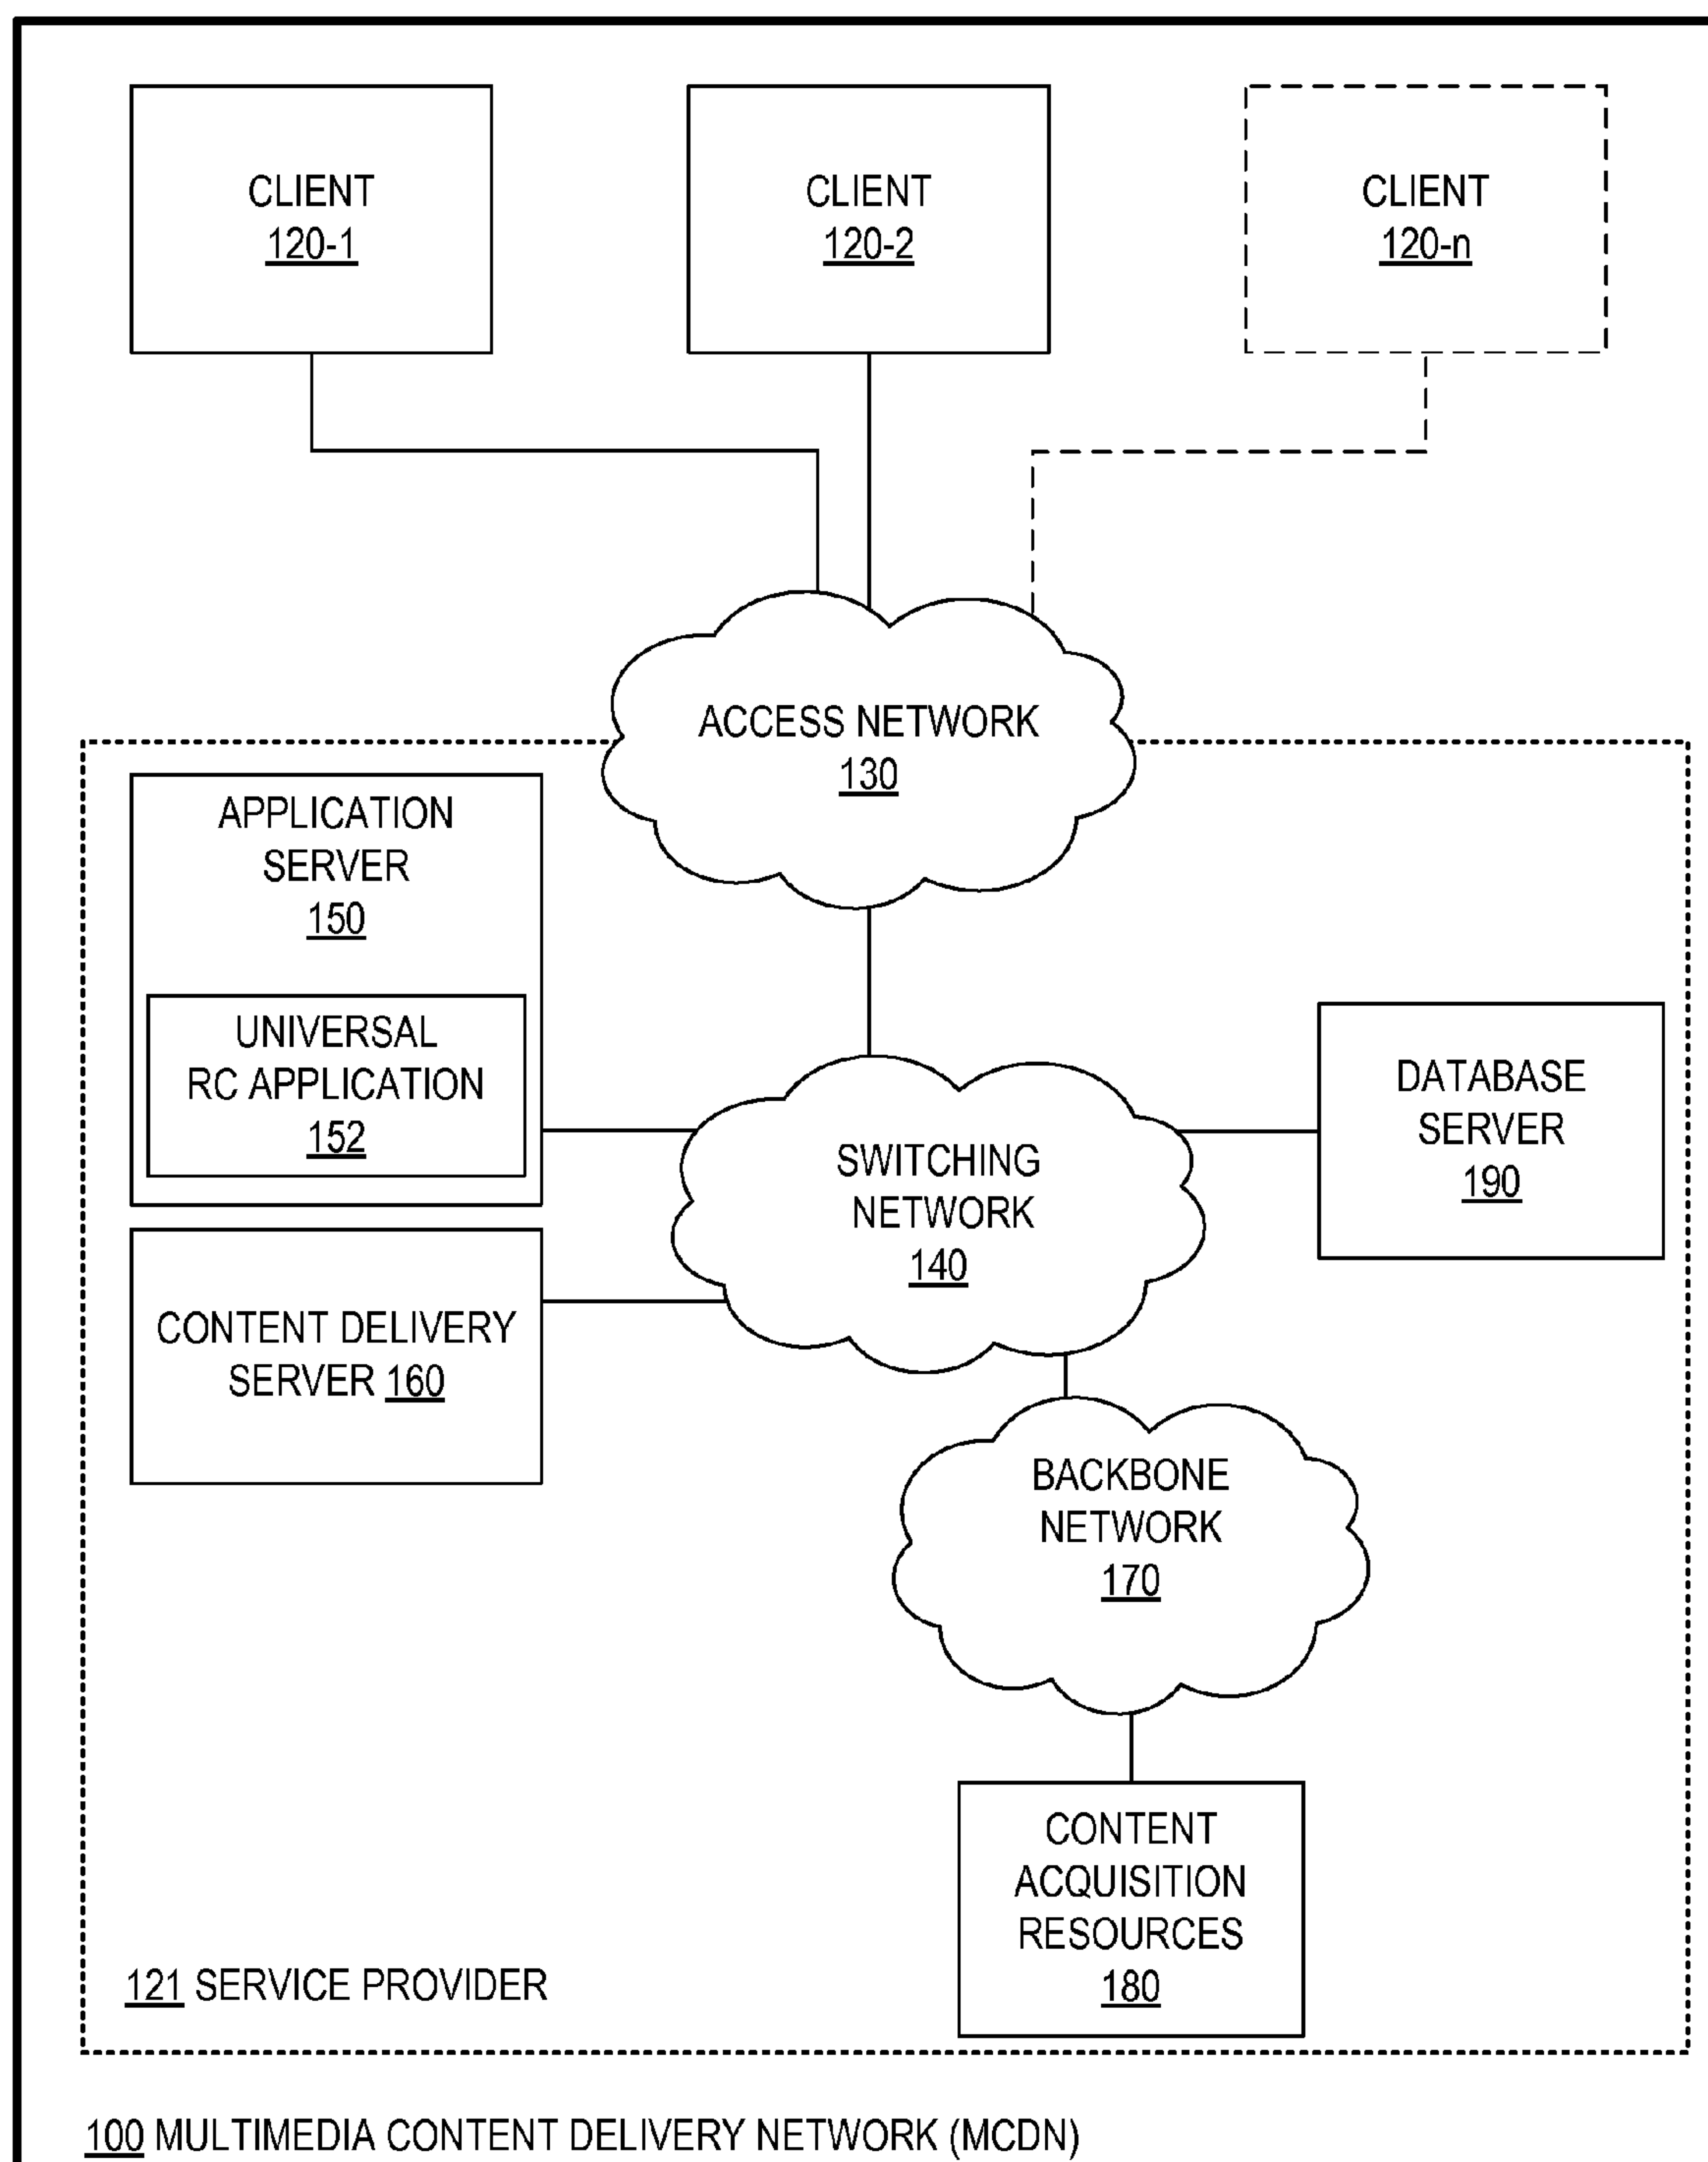 CLIENT
120-1
CLIENT
120-2
CLIENT
120-n
ACCESS NETWORK
130
APPLICATION
SERVER
150
UNIVERSAL
RC APPLICATION
152
SWITCHING
NETWORK
140
DATABASE
SERVER
190
CONTENT DELIVERY
SERVER 160
BACKBONE
NETWORK
170
CONTENT
ACQUISITION
RESOURCES
180
121 SERVICE PROVIDER
100 MULTIMEDIA CONTENT DELIVERY NETWORK (MCDN)